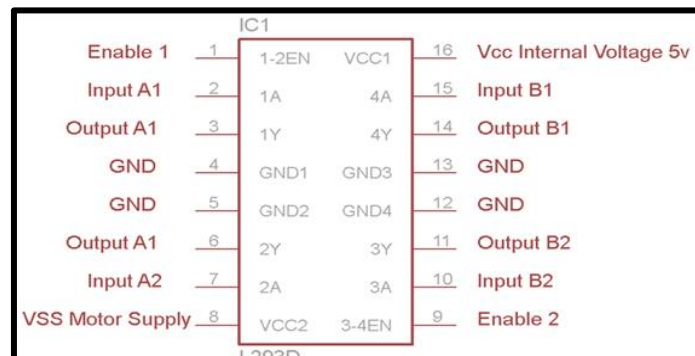 IC1
Enable 1 1 1-2EN VCC1 16 Vcc Internal Voltage 5v
Input A1 2 1A 4A 15 Input B1
Output A1 3 1Y 4Y 14 Output B1
GND 4 GND1 GND3 13 GND
GND 5 GND2 GND4 12 GND
Output A1 6 2Y 3Y 11 Output B2
Input A2 7 2A 3A 10 Input B2
VSS Motor Supply 8 VCC2 3-4EN 9 Enable 2
L293D